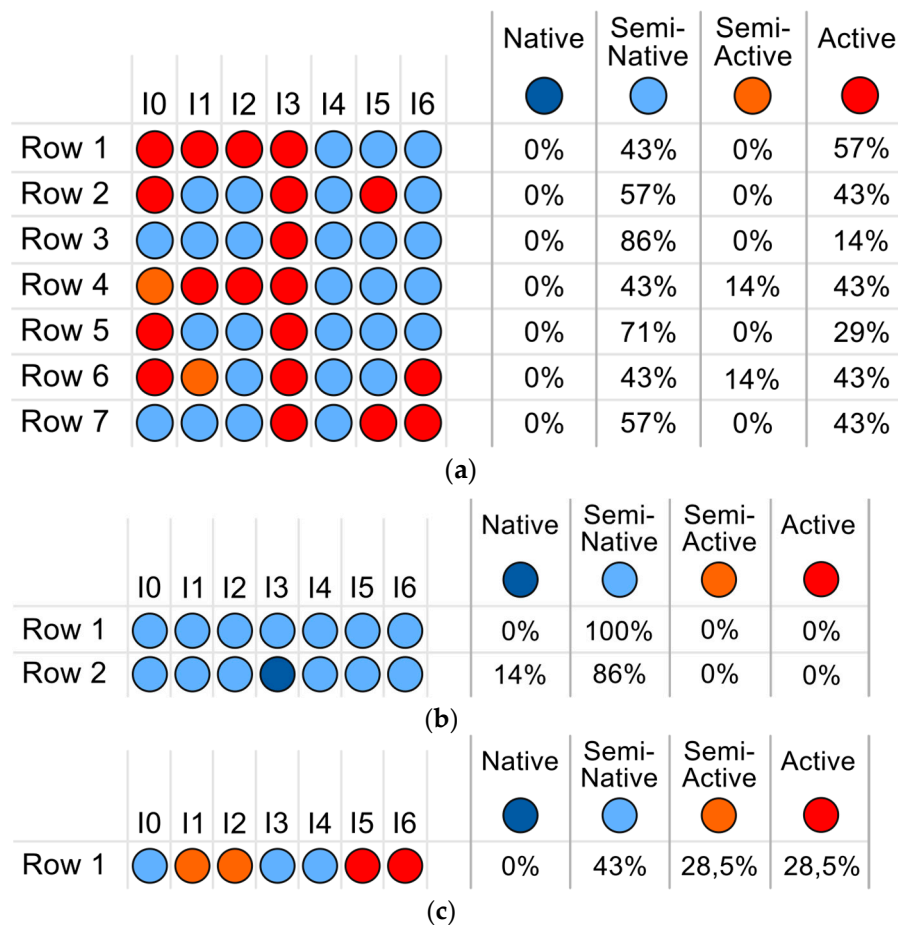 Native Semi-Native Semi-Active Active
I0 I1 I2 I3 I4 I5 I6
Row 1 0% 43% 0% 57%
Row 2 0% 57% 0% 43%
Row 3 0% 86% 0% 14%
Row 4 0% 43% 14% 43%
Row 5 0% 71% 0% 29%
Row 6 0% 43% 14% 43%
Row 7 0% 57% 0% 43%
(a)
Native Semi-Native Semi-Active Active
I0 I1 I2 I3 I4 I5 I6
Row 1 0% 100% 0% 0%
Row 2 14% 86% 0% 0%
(b)
Native Semi-Native Semi-Active Active
I0 I1 I2 I3 I4 I5 I6
Row 1 0% 43% 28,5% 28,5%
(c)